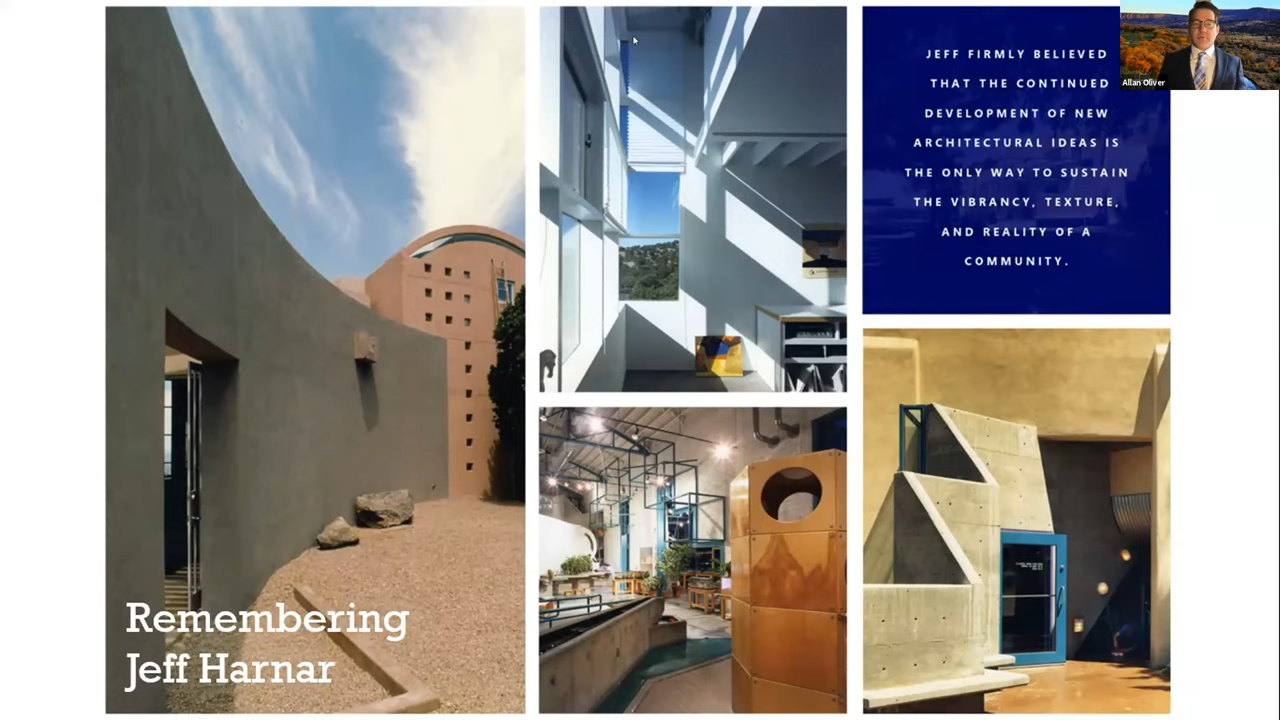 Remembering
Jeff Harnar
JEFF FIRMLY BELIEVED
THAT THE CONTINUED
DEVELOPMENT OF NEW
ARCHITECTURAL IDEAS IS
THE ONLY WAY TO SUSTAIN
THE VIBRANCY, TEXTURE,
AND REALITY OF A
COMMUNITY.
Allan Oliver